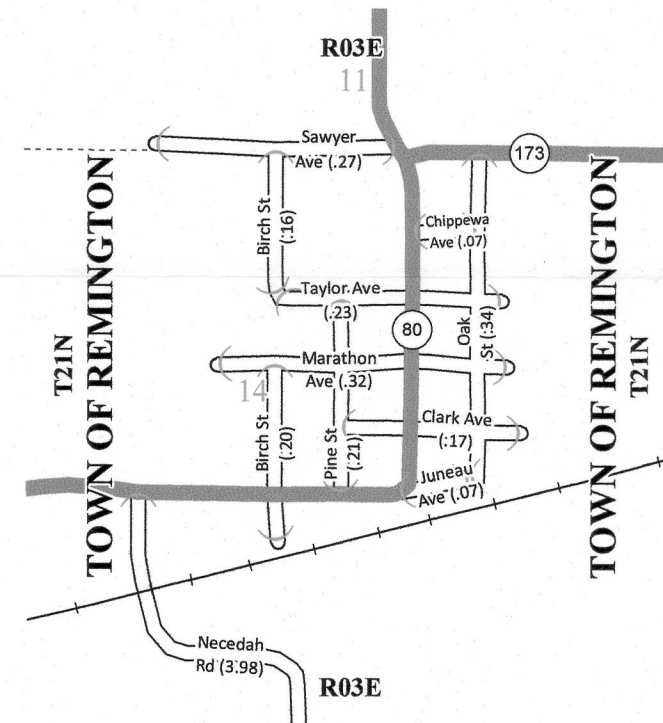 R03E
11
Sawyer
Ave (.27)
173
Birch St
(.16)
Chippewa
Ave (.07)
TOWN OF REMINGTON
T21N
TOWN OF REMINGTON
T21N
Taylor Ave
(.23)
80
Oak
St (.34)
Marathon
Ave (.32)
14
Birch St
(.20)
Pine St
(.21)
Clark Ave
(.17)
Juneau
Ave (.07)
Necedah
Rd (3.98)
R03E